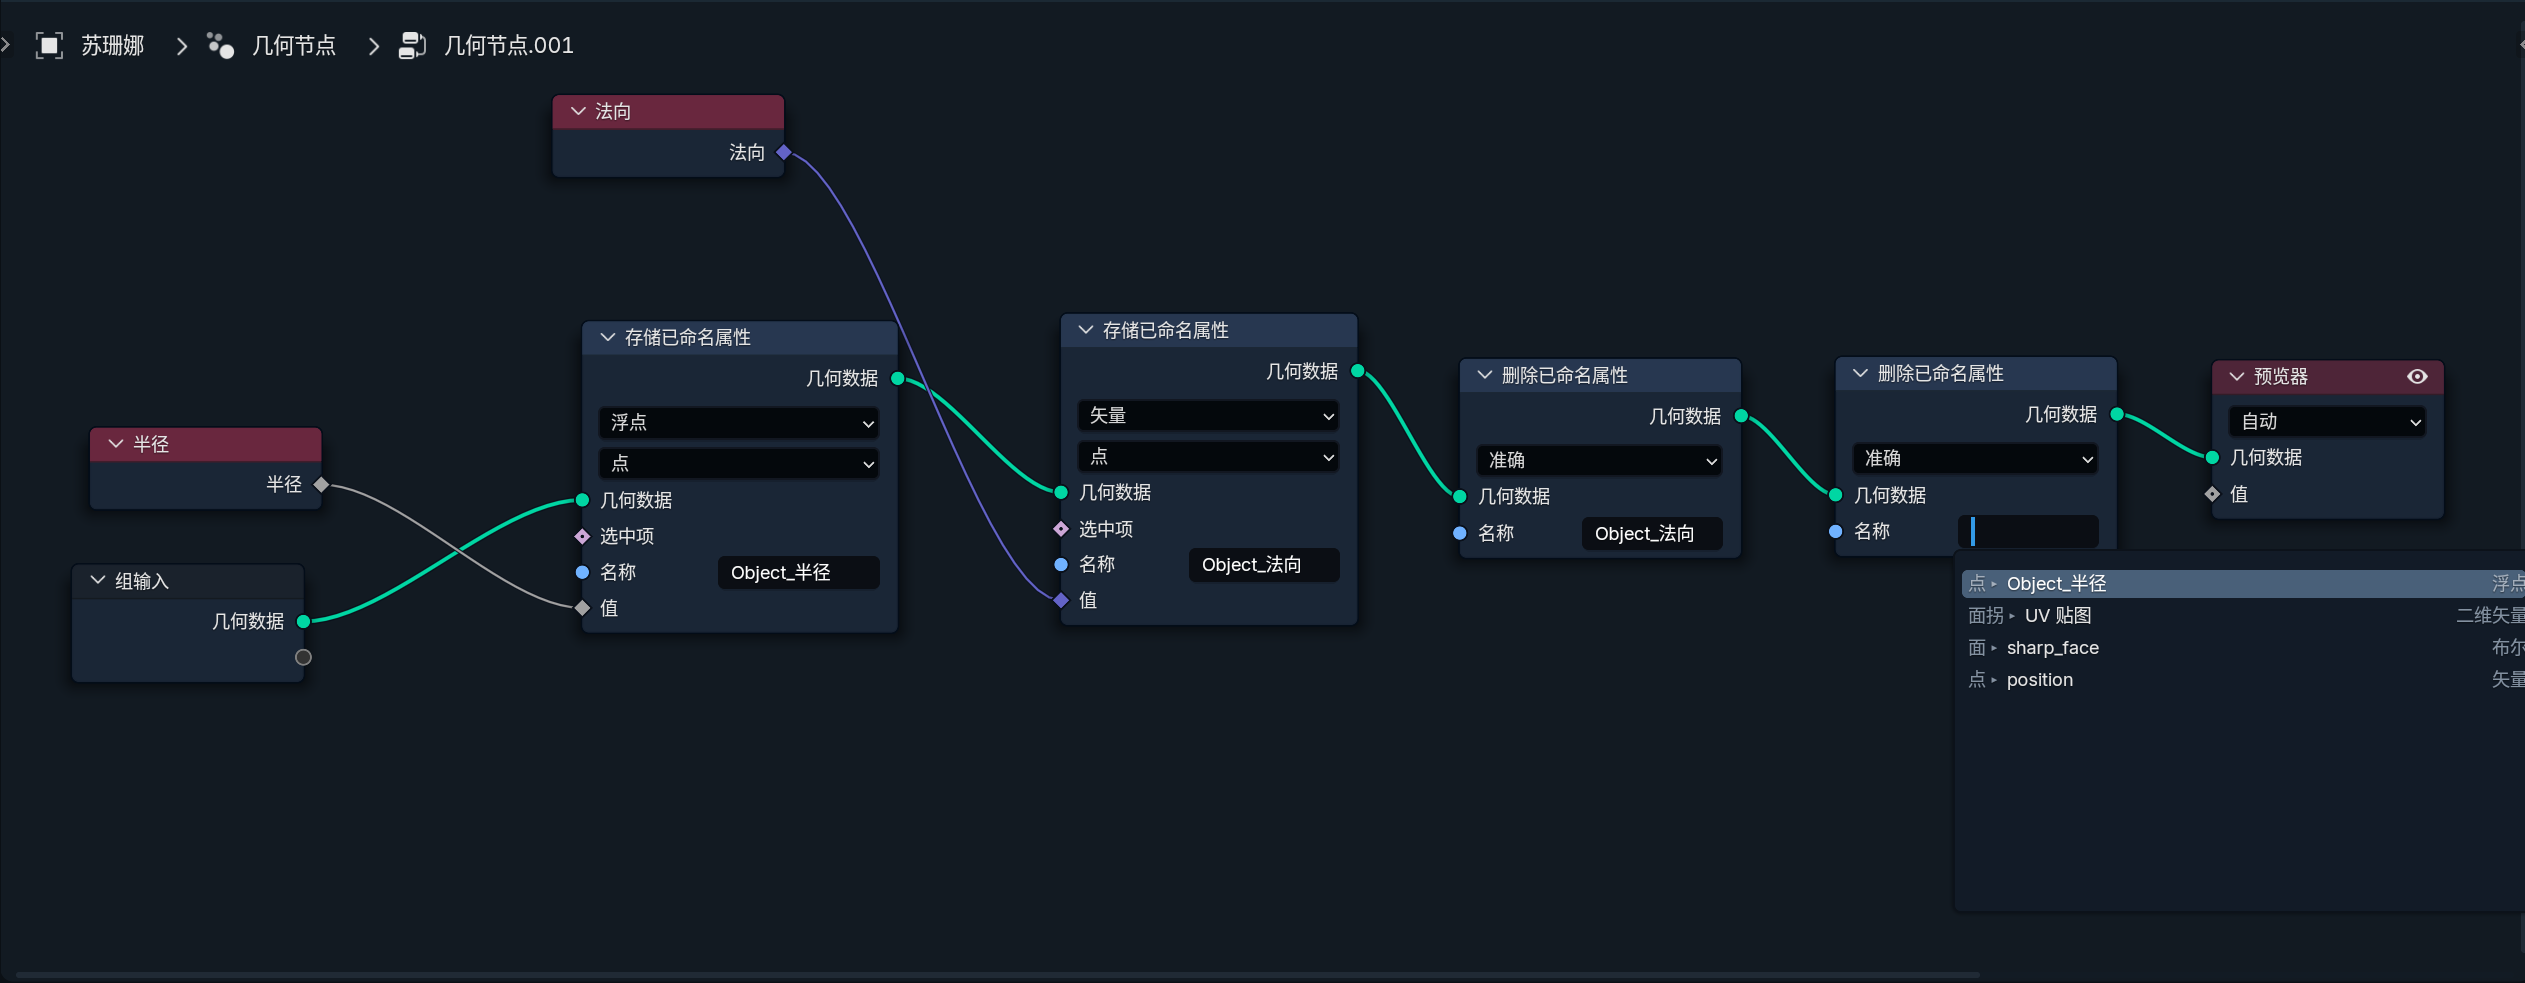 苏珊娜 几何节点 几何节点.001
法向
法向
半径
半径
组输入
几何数据
存储已命名属性
几何数据
浮点
点
几何数据
选中项
名称 Object_半径
值
存储已命名属性
几何数据
矢量
点
几何数据
选中项
名称 Object_法向
值
删除已命名属性
几何数据
准确
几何数据
名称 Object_法向
删除已命名属性
几何数据
准确
几何数据
名称
预览器
自动
几何数据
值
点 Object_半径 浮点
面拐 UV 贴图 二维矢量
面 sharp_face 布尔
点 position 矢量